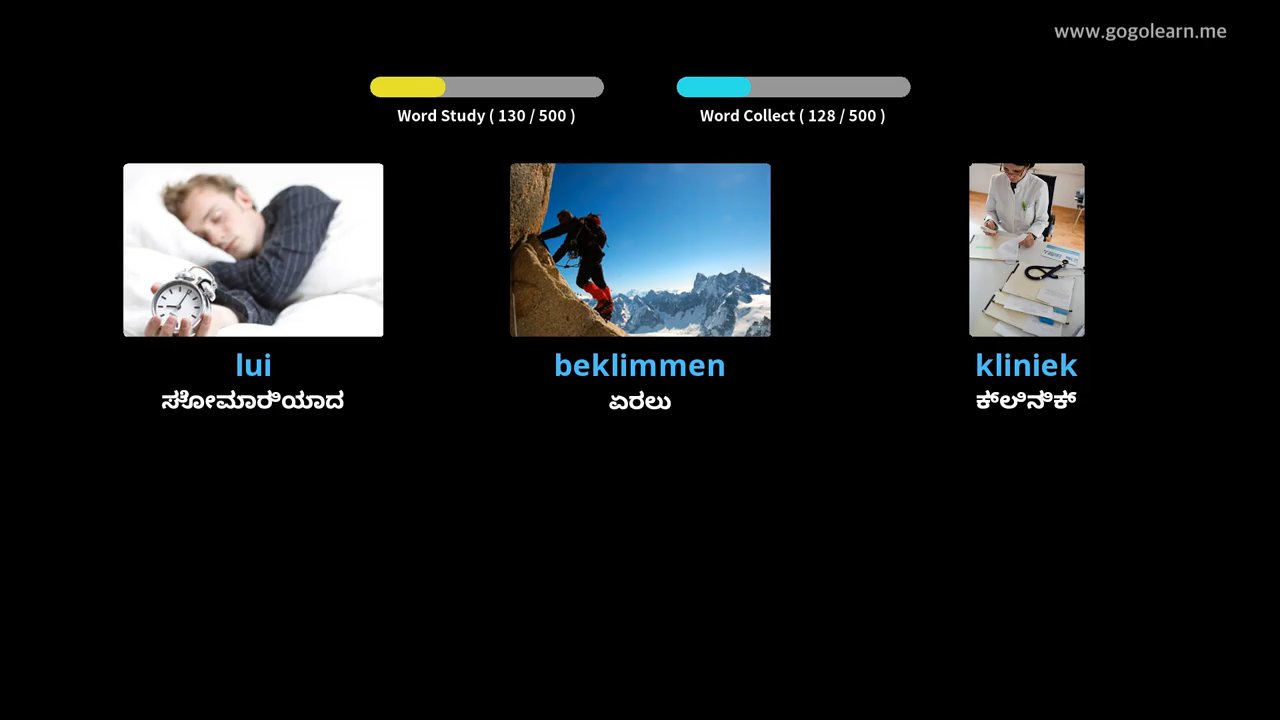 www.gogolearn.me
Word Study ( 130 / 500 )
Word Collect ( 128 / 500 )
lui
ಸೋಮಾರಿಯಾದ
beklimmen
ಏರಲು
kliniek
ಕ್ಲಿನಿಕ್